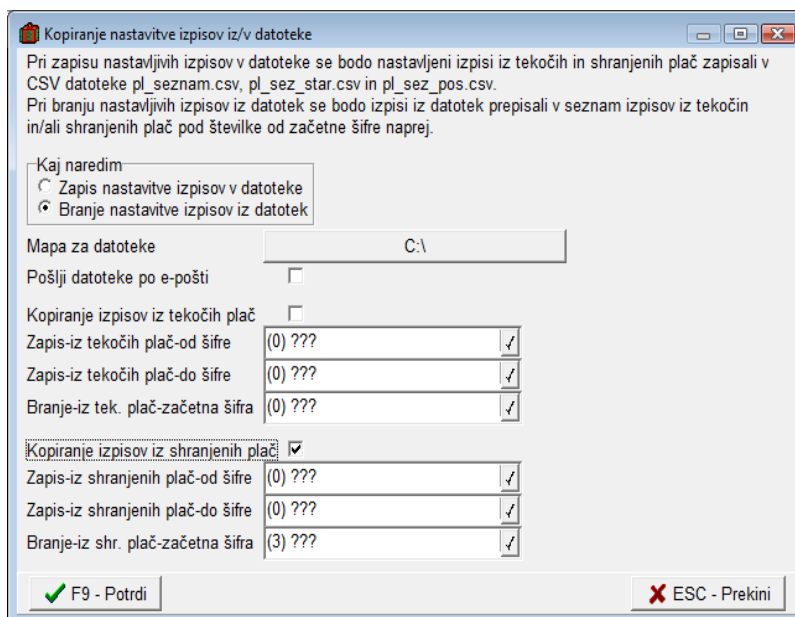 Kopiranje nastavitve izpisov iz/v datoteke
Pri zapisu nastavljivih izpisov v datoteke se bodo nastavljeni izpisi iz tekočih in shranjenih plač zapisali v
CSV datoteke pl_seznam.csv, pl_sez_star.csv in pl_sez_pos.csv.
Pri branju nastavljivih izpisov iz datotek se bodo izpisi iz datotek prepisali v seznam izpisov iz tekočin
in/ali shranjenih plač pod številke od začetne šifre naprej.
Kaj naredim
Zapis nastavitve izpisov v datoteke
Branje nastavitve izpisov iz datotek
Mapa za datoteke C:\
Pošlji datoteke po e-pošti
Kopiranje izpisov iz tekočih plač
Zapis-iz tekočih plač-od šifre (0) ???
Zapis-iz tekočih plač-do šifre (0) ???
Branje-iz tek. plač-začetna šifra (0) ???
Kopiranje izpisov iz shranjenih plač
Zapis-iz shranjenih plač-od šifre (0) ???
Zapis-iz shranjenih plač-do šifre (0) ???
Branje-iz shr. plač-začetna šifra (3) ???
F9 - Potrdi ESC - Prekini